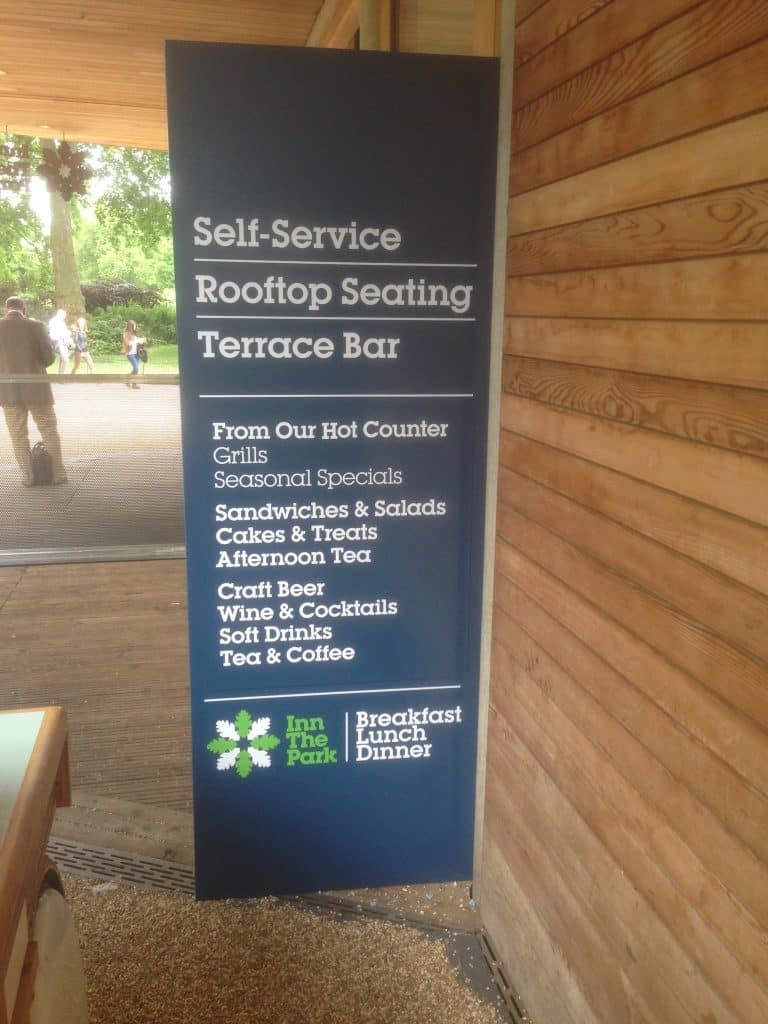 Self-Service
Rooftop Seating
Terrace Bar
From Our Hot Counter
Grills
Seasonal Specials
Sandwiches & Salads
Cakes & Treats
Afternoon Tea
Craft Beer
Wine & Cocktails
Soft Drinks
Tea & Coffee
Inn
The
Park
Breakfast
Lunch
Dinner